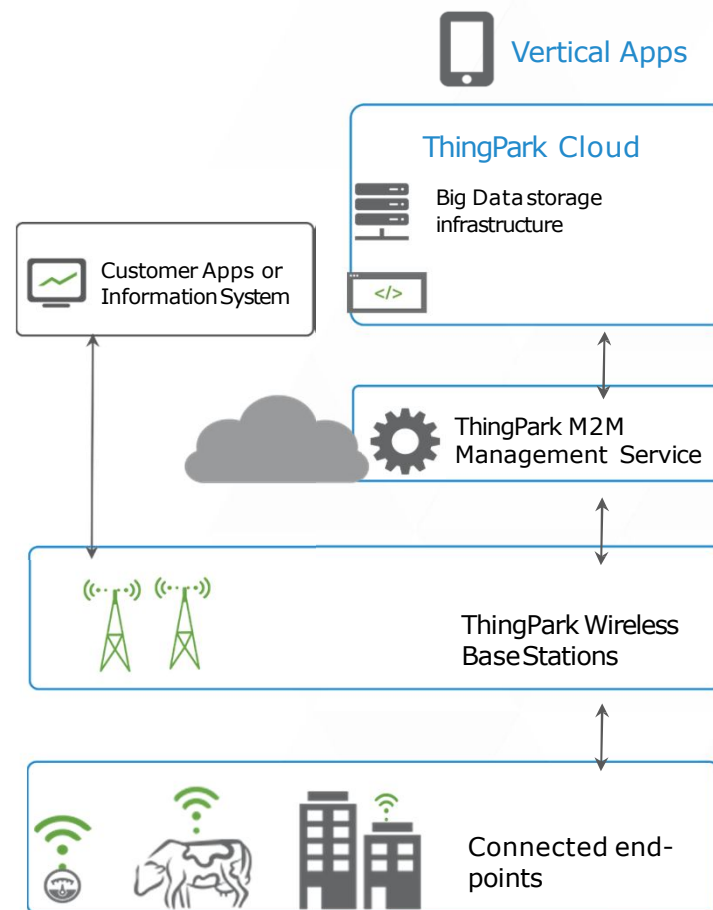 Vertical Apps
ThingPark Cloud
Big Data storage
infrastructure
Customer Apps or
Information System
</>
ThingPark M2M
Management Service
ThingPark Wireless
Base Stations
Connected end-
points